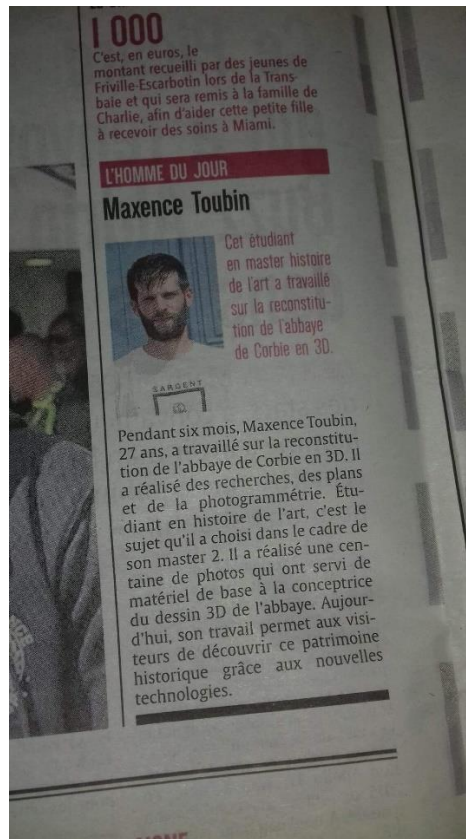 1 000
C'est, en euros, le
montant recueilli par des jeunes de
Friville-Escarbotin lors de la Trans-
baie et qui sera remis à la famille de
Charlie, afin d'aider cette petite fille
à recevoir des soins à Miami.
L'HOMME DU JOUR
Maxence Toubin
Cet étudiant
en master histoire
de l'art a travaillé
sur la reconstitu-
tion de l'abbaye
de Corbie en 3D.
SARGENT
Pendant six mois, Maxence Toubin,
27 ans, a travaillé sur la reconstitu-
tion de l'abbaye de Corbie en 3D. Il
a réalisé des recherches, des plans
et de la photogrammétrie. Étu-
diant en histoire de l'art, c'est le
sujet qu'il a choisi dans le cadre de
son master 2. Il a réalisé une cen-
taine de photos qui ont servi de
matériel de base à la conceptrice
du dessin 3D de l'abbaye. Aujour-
d'hui, son travail permet aux visi-
teurs de découvrir ce patrimoine
historique grâce aux nouvelles
technologies.